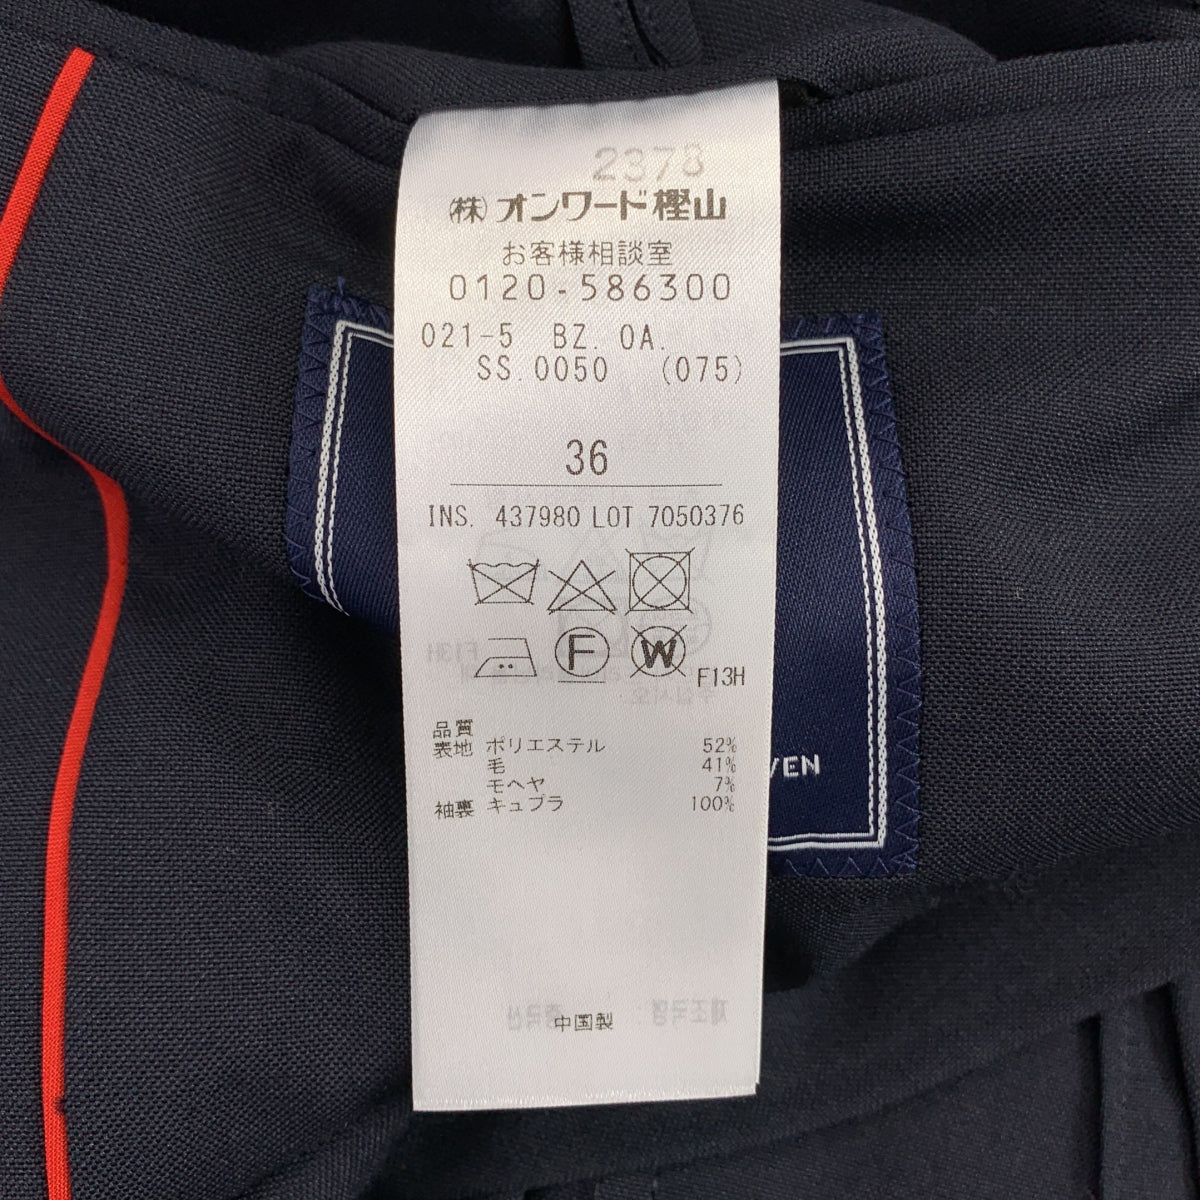 2378
㈱オンワード樫山
お客様相談室
0120-586300
021-5 BZ. OA.
SS.0050 (075)
36
INS. 437980 LOT 7050376
F W F13H
品質
表地 ポリエステル 52%
毛 41%
モヘヤ 7%
袖裏 キュプラ 100%
VEN
中国製